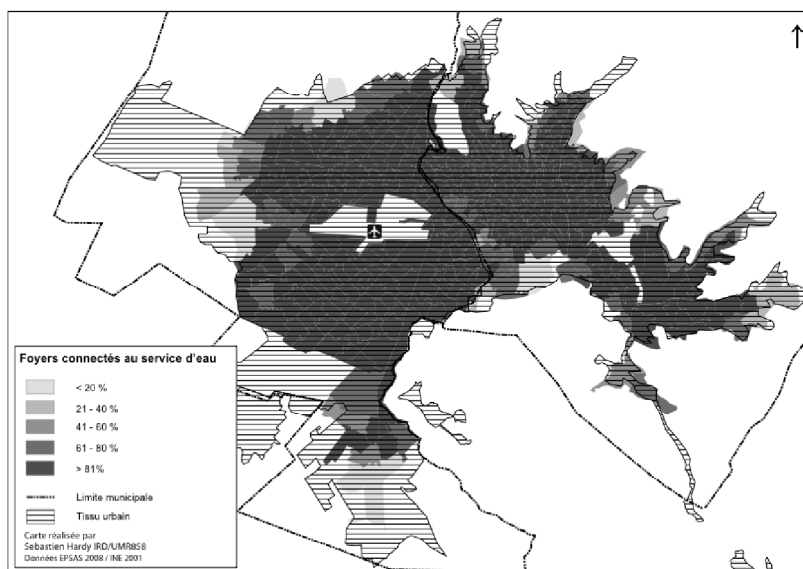 Foyers connectés au service d'eau
< 20 %
21 - 40 %
41 - 60 %
61 - 80 %
> 81%
Limite municipale
Tissu urbain
Carte réalisée par
Sebastien Hardy IRD/UMR8S8
Données EPSAS 2008 / INE 2001